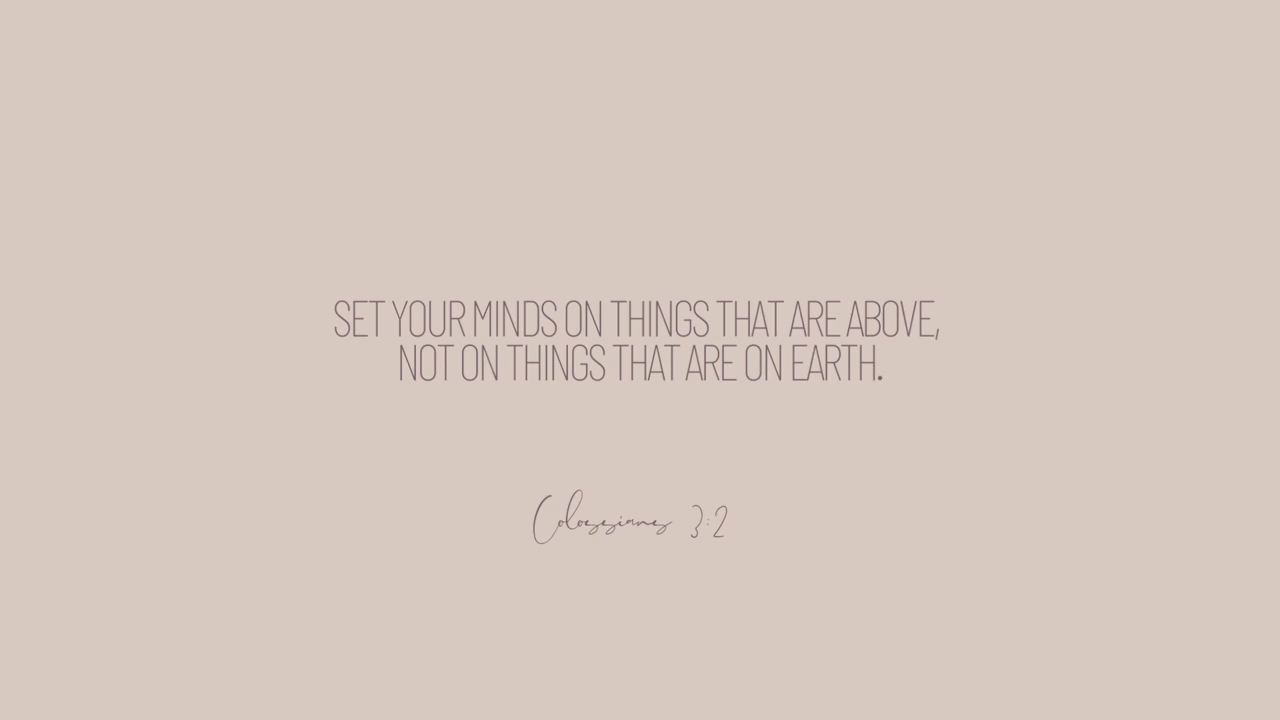 SET YOUR MINDS ON THINGS THAT ARE ABOVE,
NOT ON THINGS THAT ARE ON EARTH.
Colossians 3:2